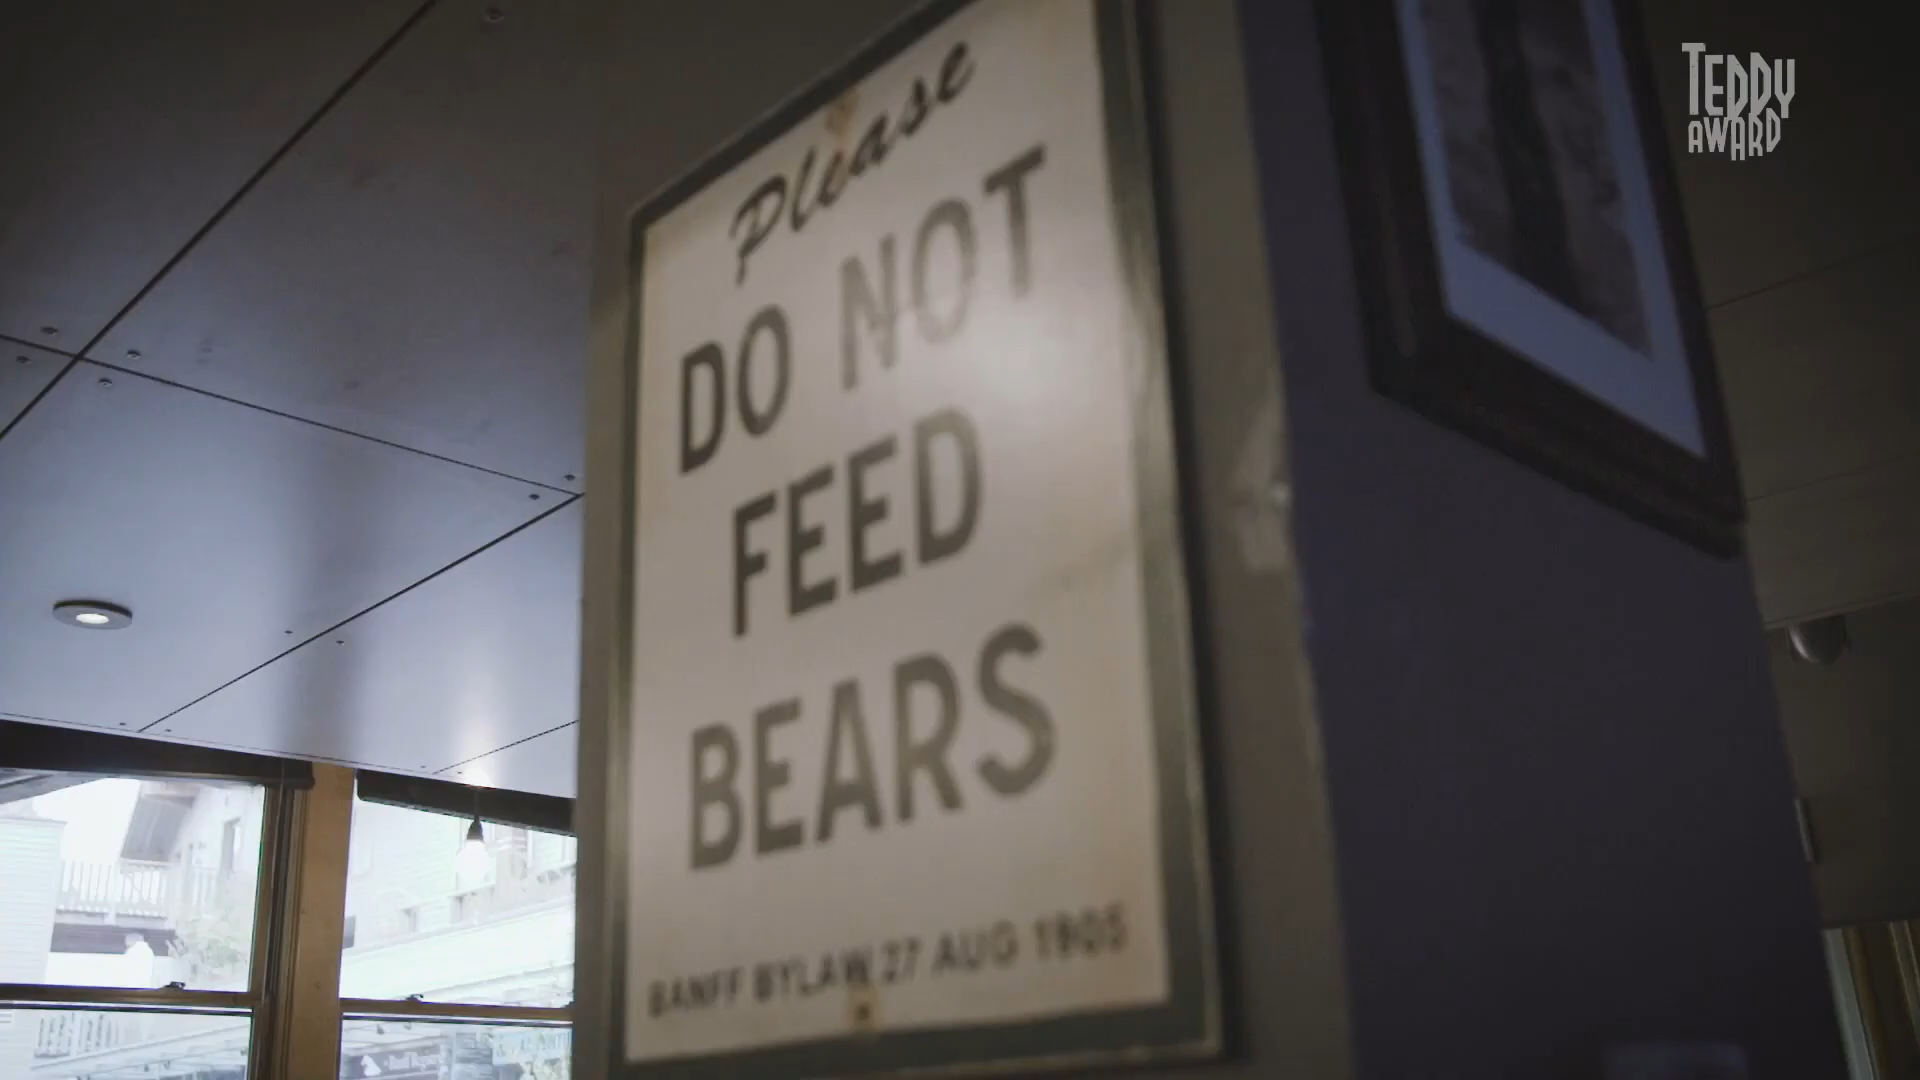 Please
DO NOT
FEED
BEARS
BANFF BYLAW 27 AUG 1905
TEDDY
AWARD